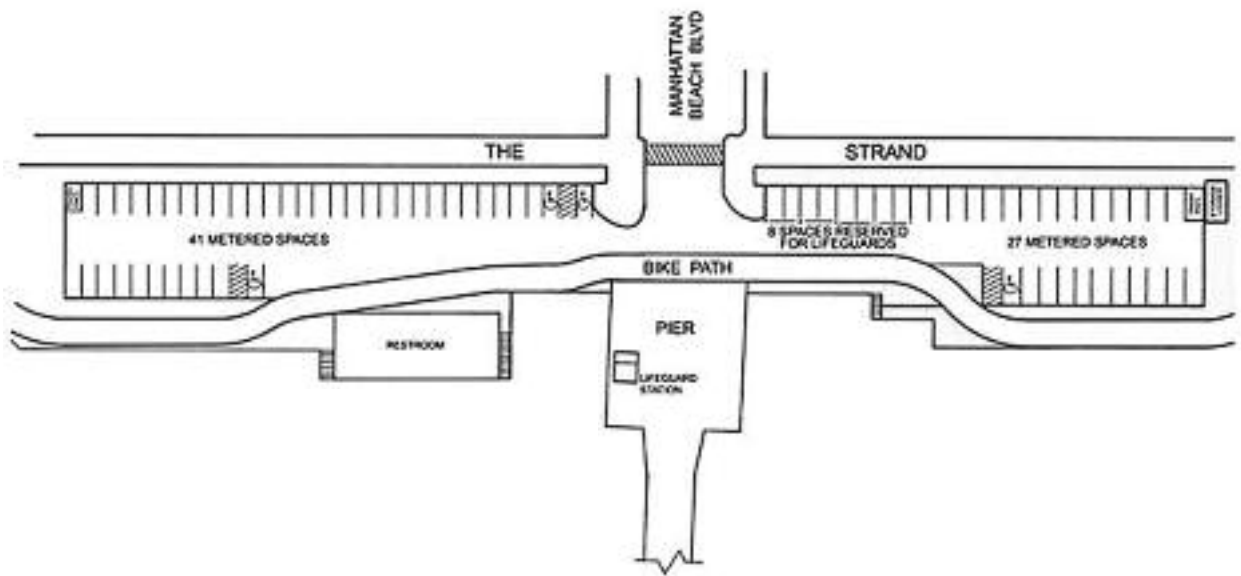 MANHATTAN
BEACH BLVD
THE
STRAND
41 METERED SPACES
8 SPACES RESERVED
FOR LIFEGUARDS
27 METERED SPACES
BIKE PATH
PIER
RESTROOM
LIFEGUARD
STATION